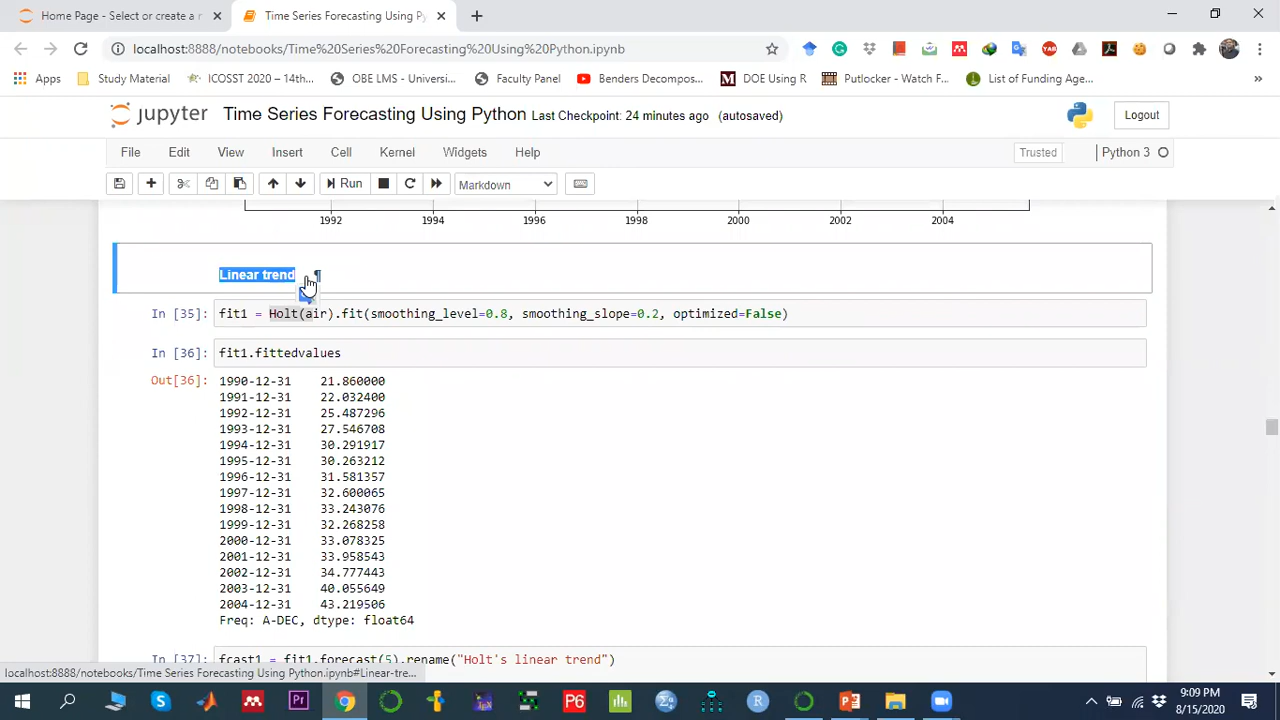 Home Page - Select or create a n
Time Series Forecasting Using Py
localhost:8888/notebooks/Time%20Series%20Forecasting%20Using%20Python.ipynb
Apps
Study Material
ICOSST 2020 – 14th...
OBE LMS - Universi...
Faculty Panel
Benders Decompos...
DOE Using R
Putlocker - Watch F...
List of Funding Age...
jupyter
Time Series Forecasting Using Python Last Checkpoint: 24 minutes ago (autosaved)
Logout
File Edit View Insert Cell Kernel Widgets Help
Trusted
Python 3
Run
Markdown
1992 1994 1996 1998 2000 2002 2004
Linear trend ¶
In [35]: fit1 = Holt(air).fit(smoothing_level=0.8, smoothing_slope=0.2, optimized=False)
In [36]: fit1.fittedvalues
Out[36]: 1990-12-31 21.860000
1991-12-31 22.032400
1992-12-31 25.487296
1993-12-31 27.546708
1994-12-31 30.291917
1995-12-31 30.263212
1996-12-31 31.581357
1997-12-31 32.600065
1998-12-31 33.243076
1999-12-31 32.268258
2000-12-31 33.078325
2001-12-31 33.958543
2002-12-31 34.777443
2003-12-31 40.055649
2004-12-31 43.219506
Freq: A-DEC, dtype: float64
In [37]: fcast1 = fit1.forecast(5).rename("Holt's linear trend")
localhost:8888/notebooks/Time Series Forecasting Using Python.ipynb#Linear-tre...
9:09 PM
8/15/2020